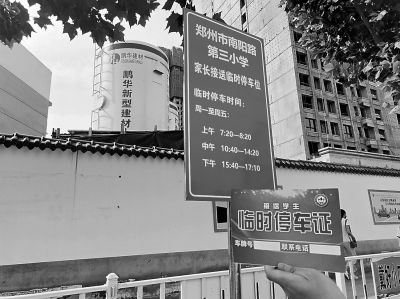 鹏华建材
鹏华新型建材
郑州市南阳路
第三小学
家长接送临时停车位
临时停车时间：
周一至周五：
上午 7:20—8:20
中午 10:40—14:20
下午 15:40—17:10
接送学生
临时停车证
车牌号
联系电话